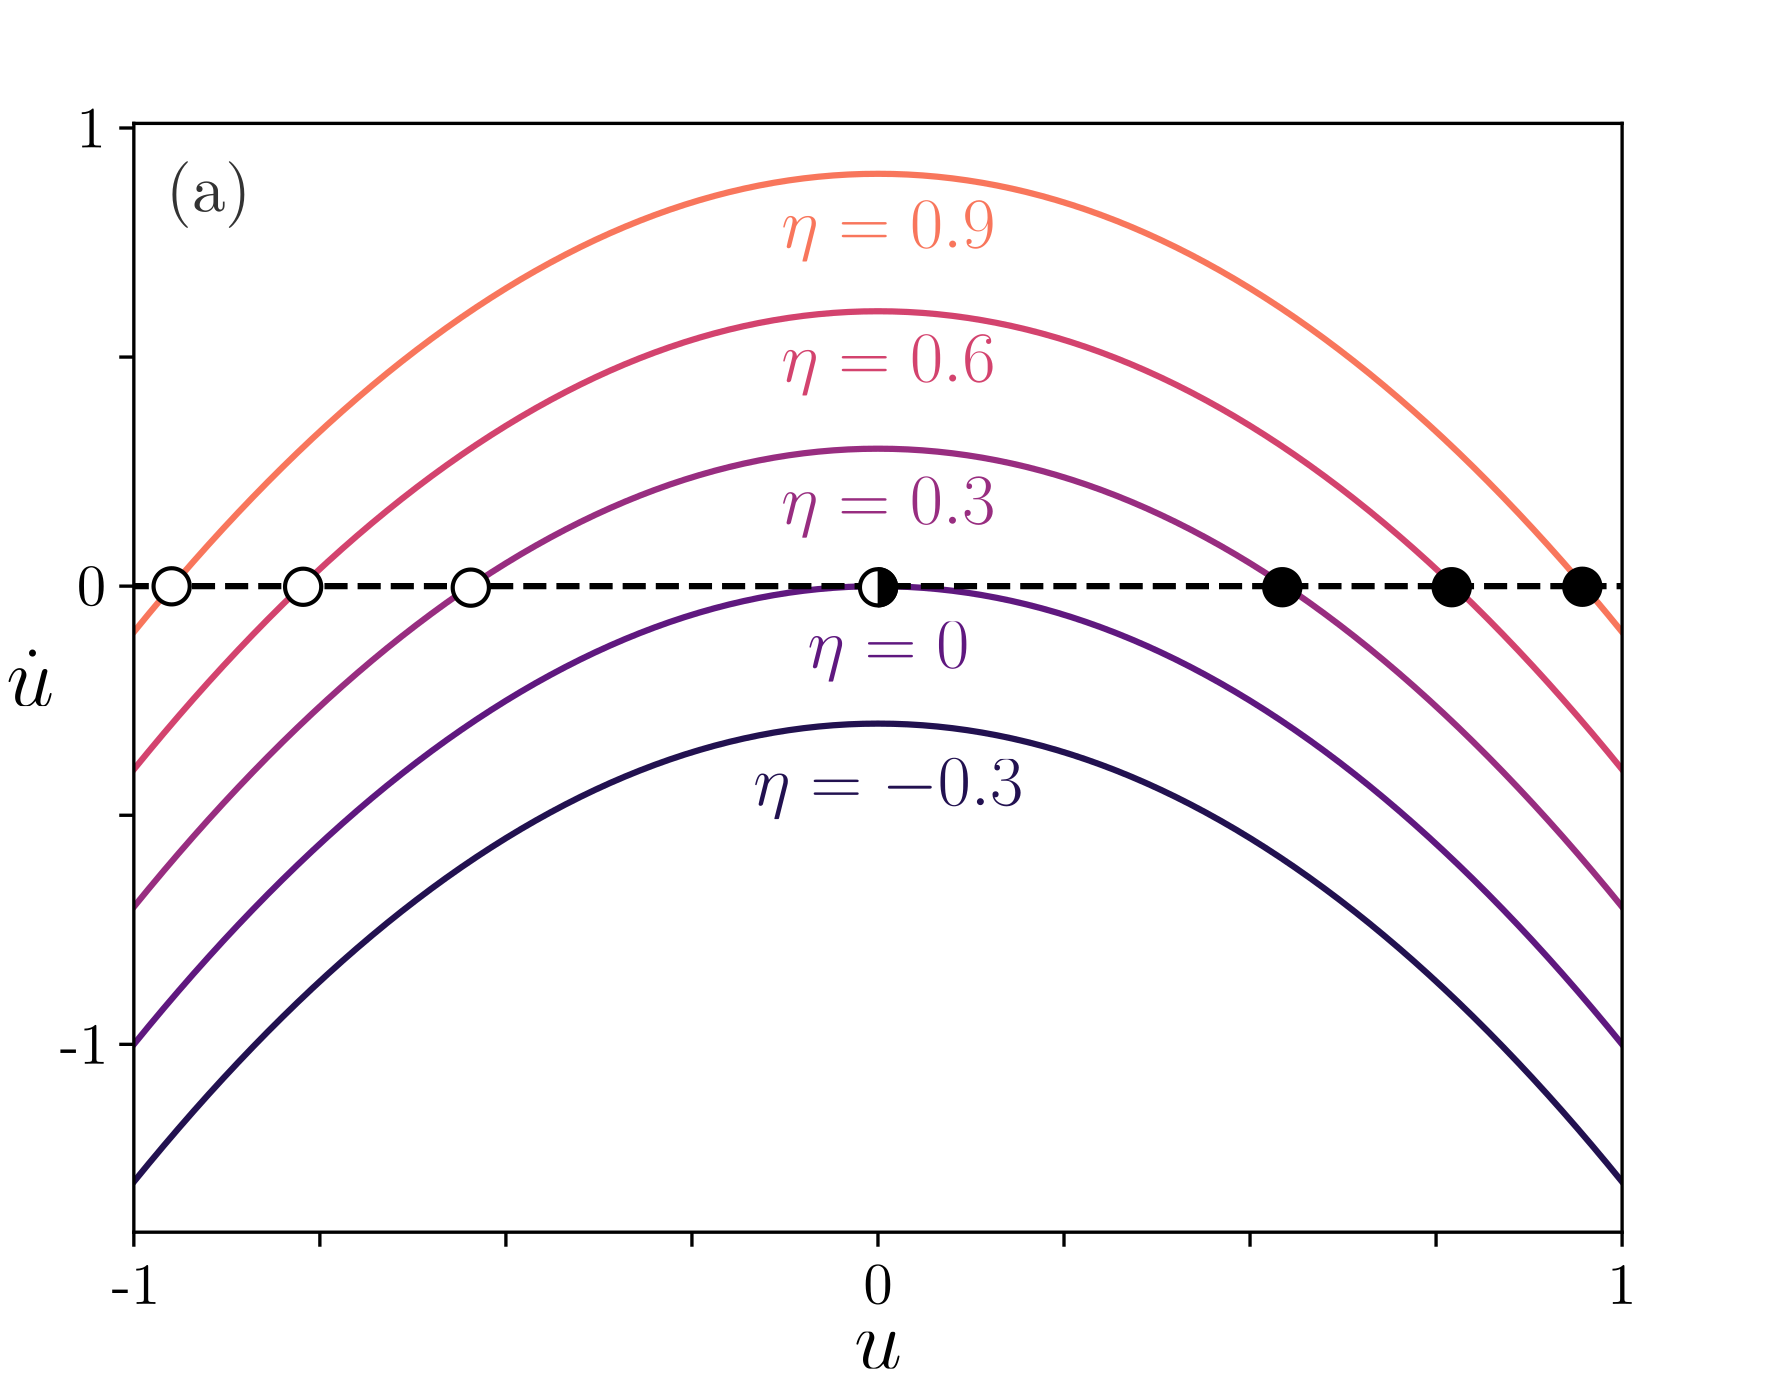 1
(a)
η = 0.9
η = 0.6
η = 0.3
0
η = 0
u̇
η = −0.3
-1
-1 0 1
u